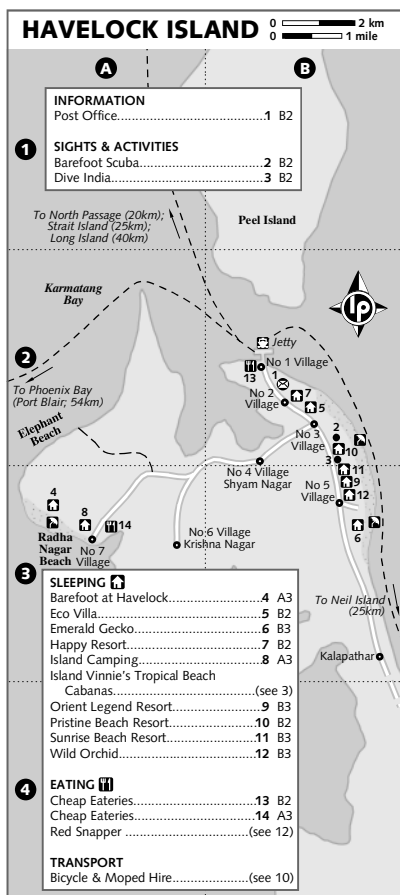 HAVELOCK ISLAND
0 2 km
0 1 mile
A B
INFORMATION
Post Office..............................1 B2
SIGHTS & ACTIVITIES
Barefoot Scuba.........................2 B2
Dive India................................3 B2
1
To North Passage (20km);
Strait Island (25km);
Long Island (40km)
Peel Island
Karmatang
Bay
lp
2
Jetty
No 1 Village
13
1
To Phoenix Bay
(Port Blair; 54km)
No 2
Village
7
5
Elephant
Beach
No 3
Village
2
10
3
No 4 Village
Shyam Nagar
11
9
No 5
Village
12
4
8
14
6
Radha
Nagar
Beach
No 7
Village
No 6 Village
Krishna Nagar
3
SLEEPING
Barefoot at Havelock...................4 A3
Eco Villa..................................5 B2
Emerald Gecko..........................6 B3
Happy Resort............................7 B2
Island Camping.........................8 A3
Island Vinnie's Tropical Beach
Cabanas..........................(see 3)
Orient Legend Resort..................9 B3
Pristine Beach Resort.................10 B2
Sunrise Beach Resort..................11 B3
Wild Orchid.............................12 B3
To Neil Island
(25km)
Kalapathar
4
EATING
Cheap Eateries.........................13 B2
Cheap Eateries.........................14 A3
Red Snapper.........................(see 12)
TRANSPORT
Bicycle & Moped Hire...............(see 10)